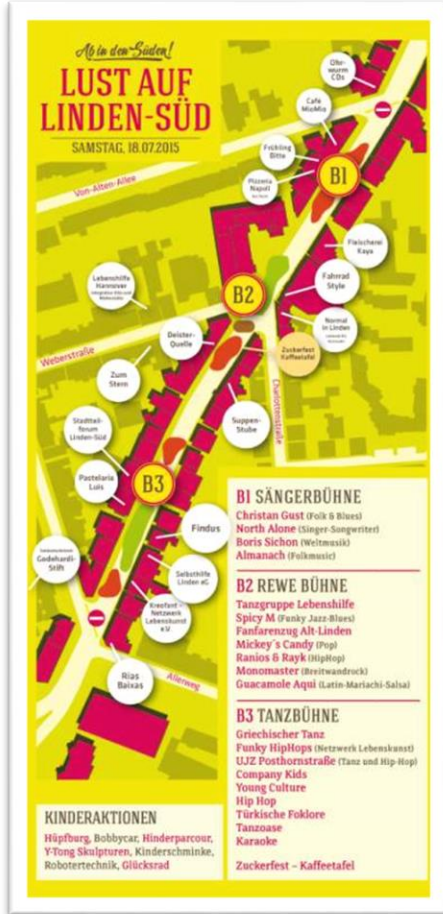 Ab in den Süden!
LUST AUF
LINDEN-SÜD
SAMSTAG, 18.07.2015
Ohr-
wurm
CDs
Café
MioMio
Frühling
Bitte
Pizzeria
Napoli
B1
Von-Alten-Allee
Fleischerei
Kaya
Fahrrad
Style
Normal
in Linden
Lebenshilfe
Hannover
B2
Deister-
Quelle
Zuckerfest
Kaffeetafel
Weberstraße
Zum
Stern
Charlottenstraße
Suppen-
Stube
Stadtteil-
forum
Linden-Süd
Pastelaria
Luis
B3
Findus
Godehardi-
Stift
Selbsthilfe
Linden eG
Kreofant –
Netzwerk
Lebenskunst
e.V.
Rias
Baixas
Allerweg
B1 SÄNGERBÜHNE
Christan Gust (Folk & Blues)
North Alone (Singer-Songwriter)
Boris Sichon (Weltmusik)
Almanach (Folkmusic)
B2 REWE BÜHNE
Tanzgruppe Lebenshilfe
Spicy M (Funky Jazz-Blues)
Fanfarenzug Alt-Linden
Mickey´s Candy (Pop)
Ranios & Rayk (HipHop)
Monomaster (Breitwandrock)
Guacamole Aqui (Latin-Mariachi-Salsa)
B3 TANZBÜHNE
Griechischer Tanz
Funky HipHops (Netzwerk Lebenskunst)
UJZ Posthornstraße (Tanz und Hip-Hop)
Company Kids
Young Culture
Hip Hop
Türkische Foklore
Tanzoase
Karaoke
Zuckerfest – Kaffeetafel
KINDERAKTIONEN
Hüpfburg, Bobbycar, Hinderparcour,
Y-Tong Skulpturen, Kinderschminke,
Robotertechnik, Glücksrad